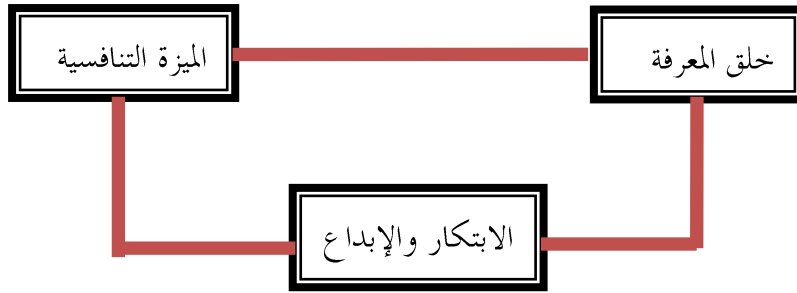 خلق المعرفة
الميزة التنافسية
الابتكار والإبداع